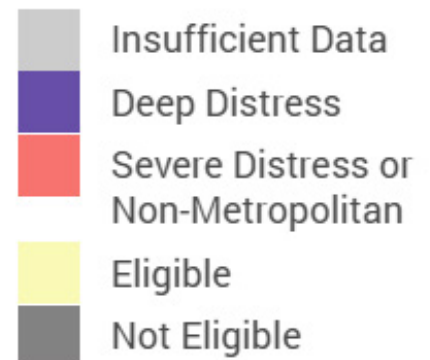 Insufficient Data
Deep Distress
Severe Distress or
Non-Metropolitan
Eligible
Not Eligible